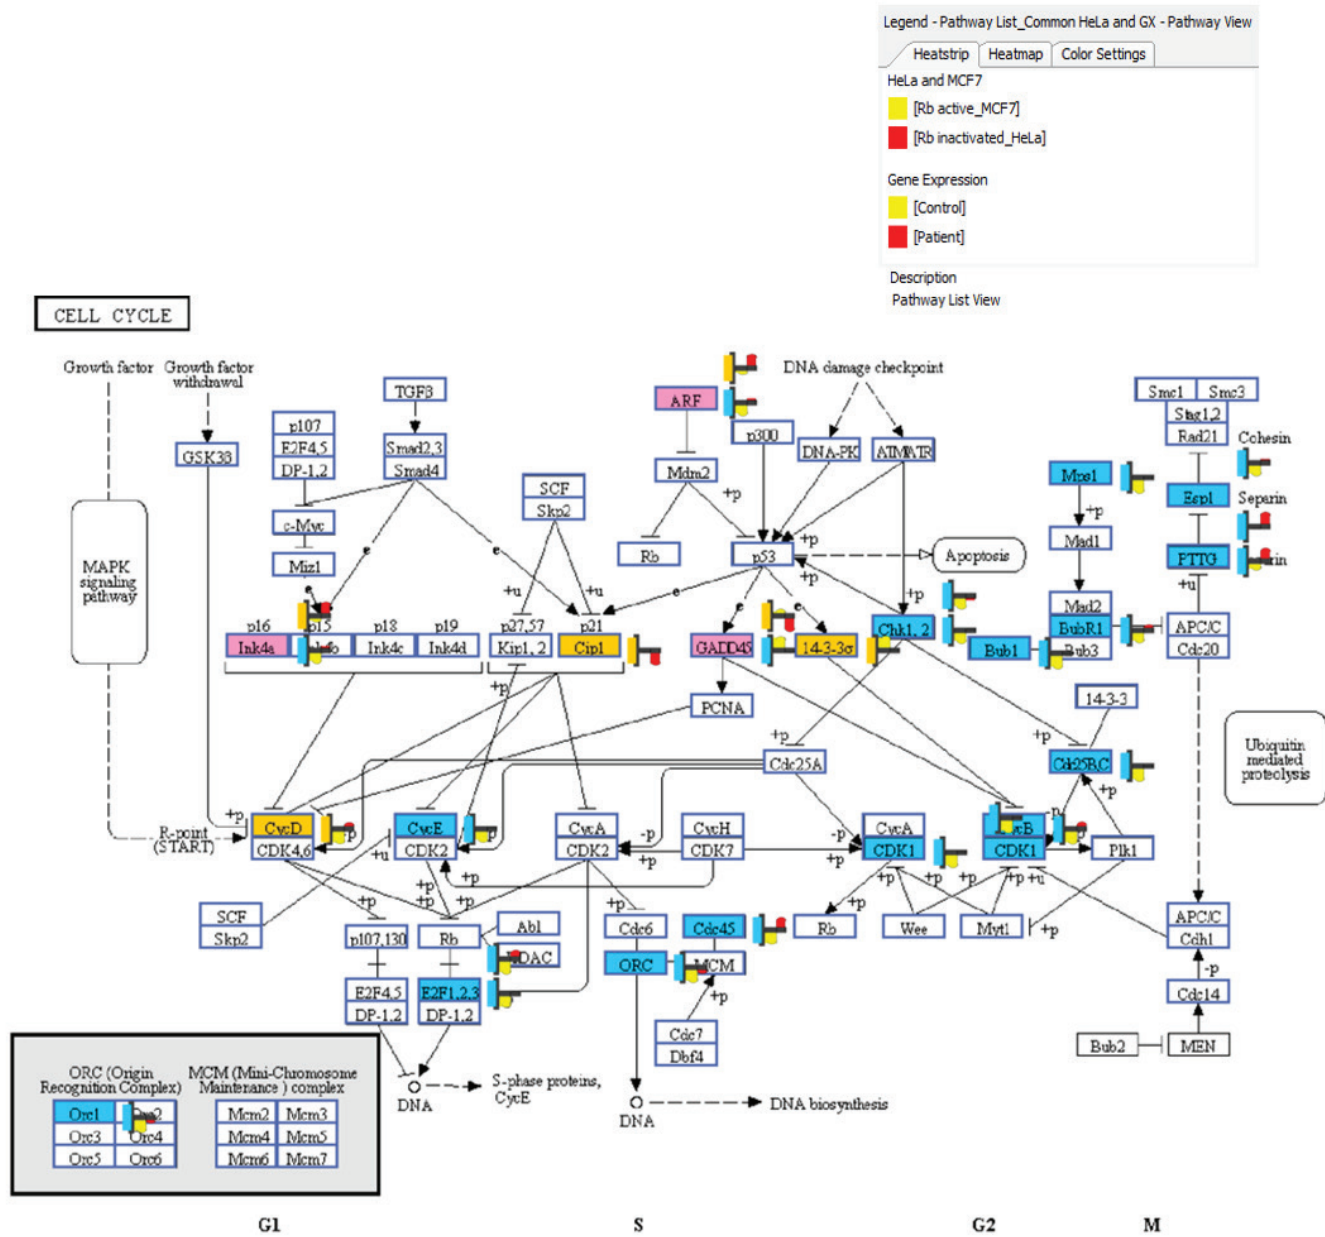 Legend - Pathway List_Common HeLa and GX - Pathway View
Heatstrip Heatmap Color Settings
HeLa and MCF7
[Rb active_MCF7]
[Rb inactivated_HeLa]
Gene Expression
[Control]
[Patient]
Description
Pathway List View
CELL CYCLE
Growth factor
Growth factor
withdrawal
TGFβ
ARF
DNA damage checkpoint
Smc1 Smc3
Stag1,2
Rad21
Cohesin
p107
E2F4,5
DP-1,2
GSK3β
Smad2,3
Smad4
p300
DNA-PK
ATM/ATR
Mdm2
+p
SCF
Skp2
Mps1
Esp1
Separin
+p
c-Myc
Rb
p53
+p
Apoptosis
Mad1
PTTG
MAPK
signaling
pathway
Miz1
e
e
+u
+u
e
e
e
+p
+p
+u
p16 p15 p18 p19
p27,57 p21
Mad2
Ink4a Ink4c Ink4d
Kip1, 2 Cip1
GADD45
14-3-3σ
Chk1, 2
Bub1
BubR1
Bub3
APC/C
Cdc20
+p
PCNA
14-3-3
+p
+p
Cdc25A
Cdc25B,C
Ubiquitin
mediated
proteolysis
+p
R-point
(START)
+p
CycD
CDK4,6
+u
CycE
CDK2
CycA
CDK2
-p
+p
CycH
CDK7
-p
+p
CycA
CDK1
CycB
CDK1
-p
Plk1
+p
+p
+p
+p
+p
+p
+p
+p
+p
+u
+p
SCF
Skp2
p107,130
Rb
Abl
Cdc6
Cdc45
Rb
Wee
Myt1
APC/C
Cdh1
ORC
MCM
E2F4,5
DP-1,2
E2F1,2,3
DP-1,2
+p
-p
Cdc7
Dbf4
Cdc14
Bub2
MEN
ORC (Origin
Recognition Complex)
MCM (Mini-Chromosome
Maintenance ) complex
Orc1
Orc3 Orc4
Orc5 Orc6
Mcm2 Mcm3
Mcm4 Mcm5
Mcm6 Mcm7
DNA
S-phase proteins,
CycE
DNA
DNA biosynthesis
G1 S G2 M